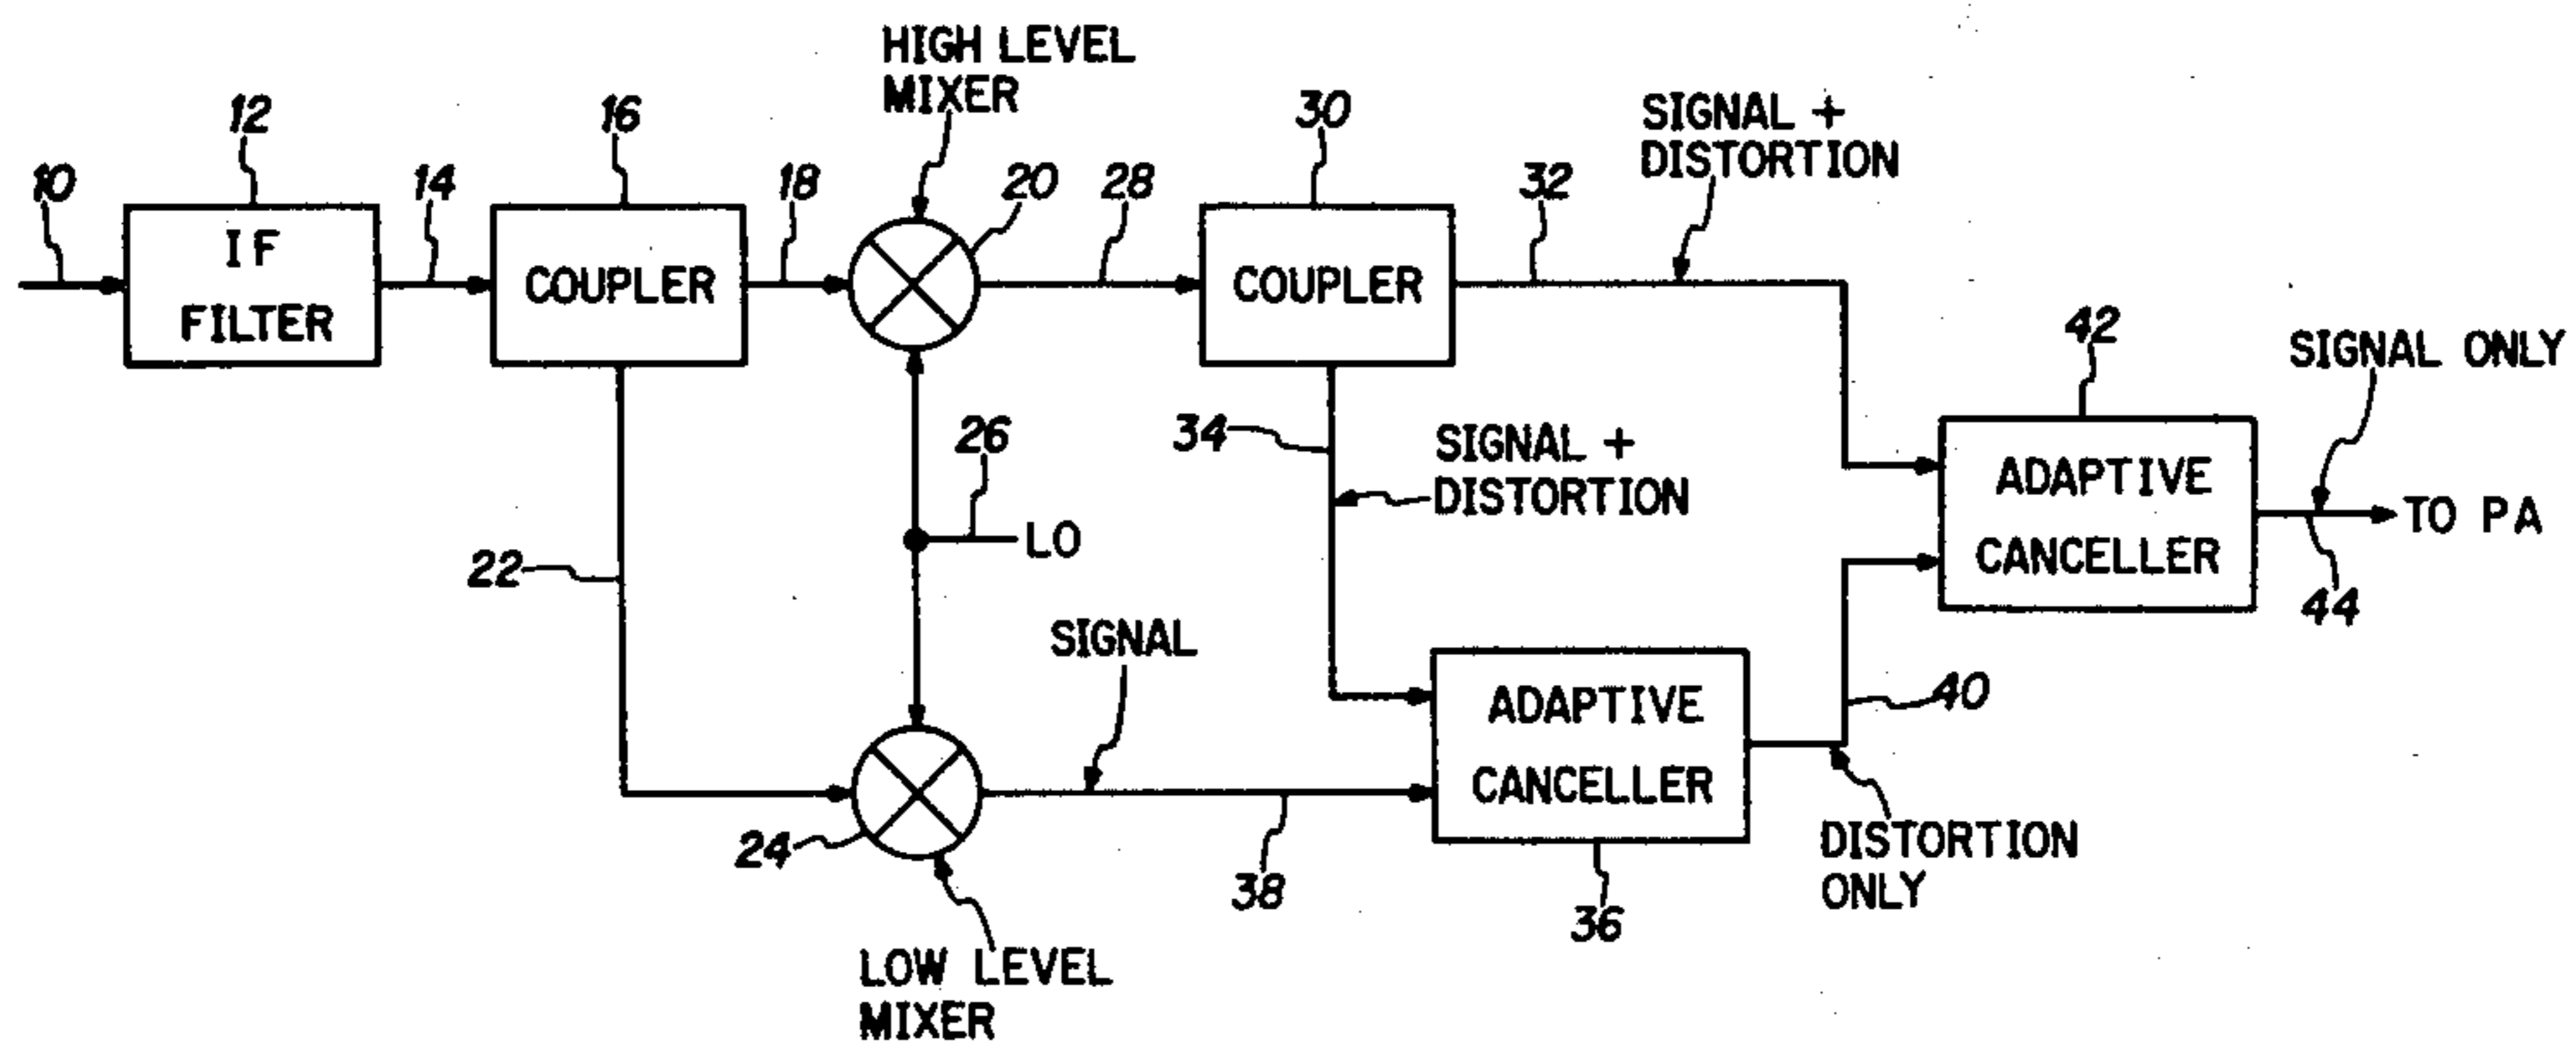 HIGH LEVEL
MIXER
12
16
30
SIGNAL +
DISTORTION
10
14
18
20
28
32
IF
FILTER
COUPLER
COUPLER
42
SIGNAL ONLY
26
34
SIGNAL +
DISTORTION
ADAPTIVE
CANCELLER
TO PA
LO
22
44
SIGNAL
ADAPTIVE
CANCELLER
40
24
38
36
DISTORTION
ONLY
LOW LEVEL
MIXER